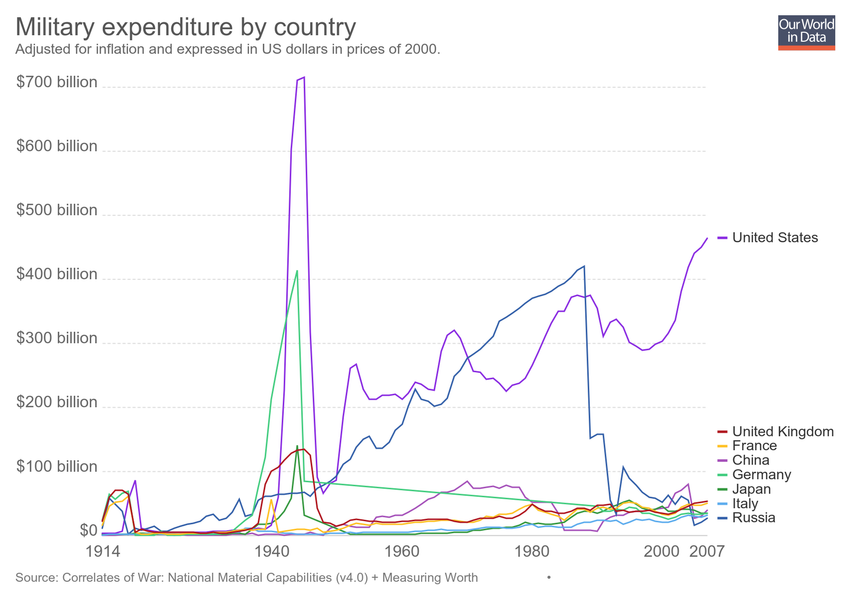 Military expenditure by country
Adjusted for inflation and expressed in US dollars in prices of 2000.
Our World
in Data
$700 billion
$600 billion
$500 billion
$400 billion
$300 billion
$200 billion
$100 billion
$0
1914
1940
1960
1980
2000
2007
United States
United Kingdom
France
China
Germany
Japan
Italy
Russia
Source: Correlates of War: National Material Capabilities (v4.0) + Measuring Worth
•